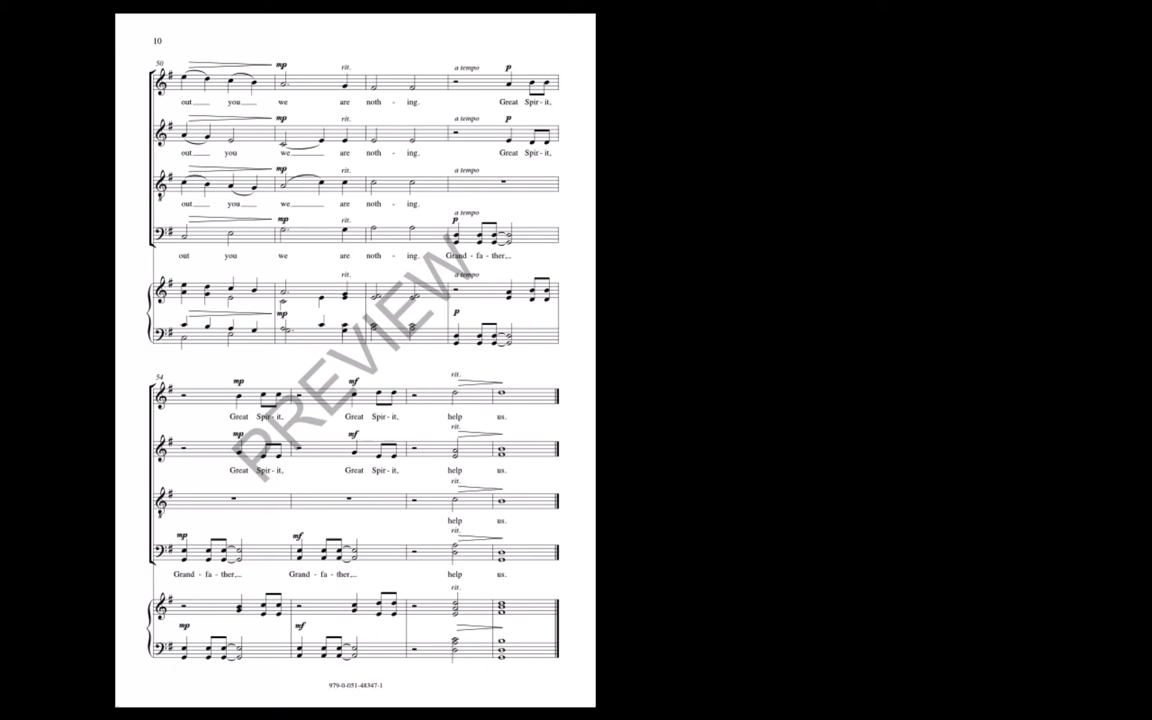 10
50
mp rit. a tempo p
out you we are noth - ing. Great Spir - it,
mp rit. a tempo p
out you we are noth - ing. Great Spir - it,
mp rit. a tempo
out you we are noth - ing.
mp rit. a tempo p
out you we are noth - ing. Grand - fa - ther,
rit. a tempo
mp p
PREVIEW
54
mp mf rit.
Great Spir - it, Great Spir - it, help us.
mp mf rit.
Great Spir - it, Great Spir - it, help us.
rit.
help us.
mp mf rit.
Grand - fa - ther, Grand - fa - ther, help us.
rit.
mp mf
979-0-051-48347-1